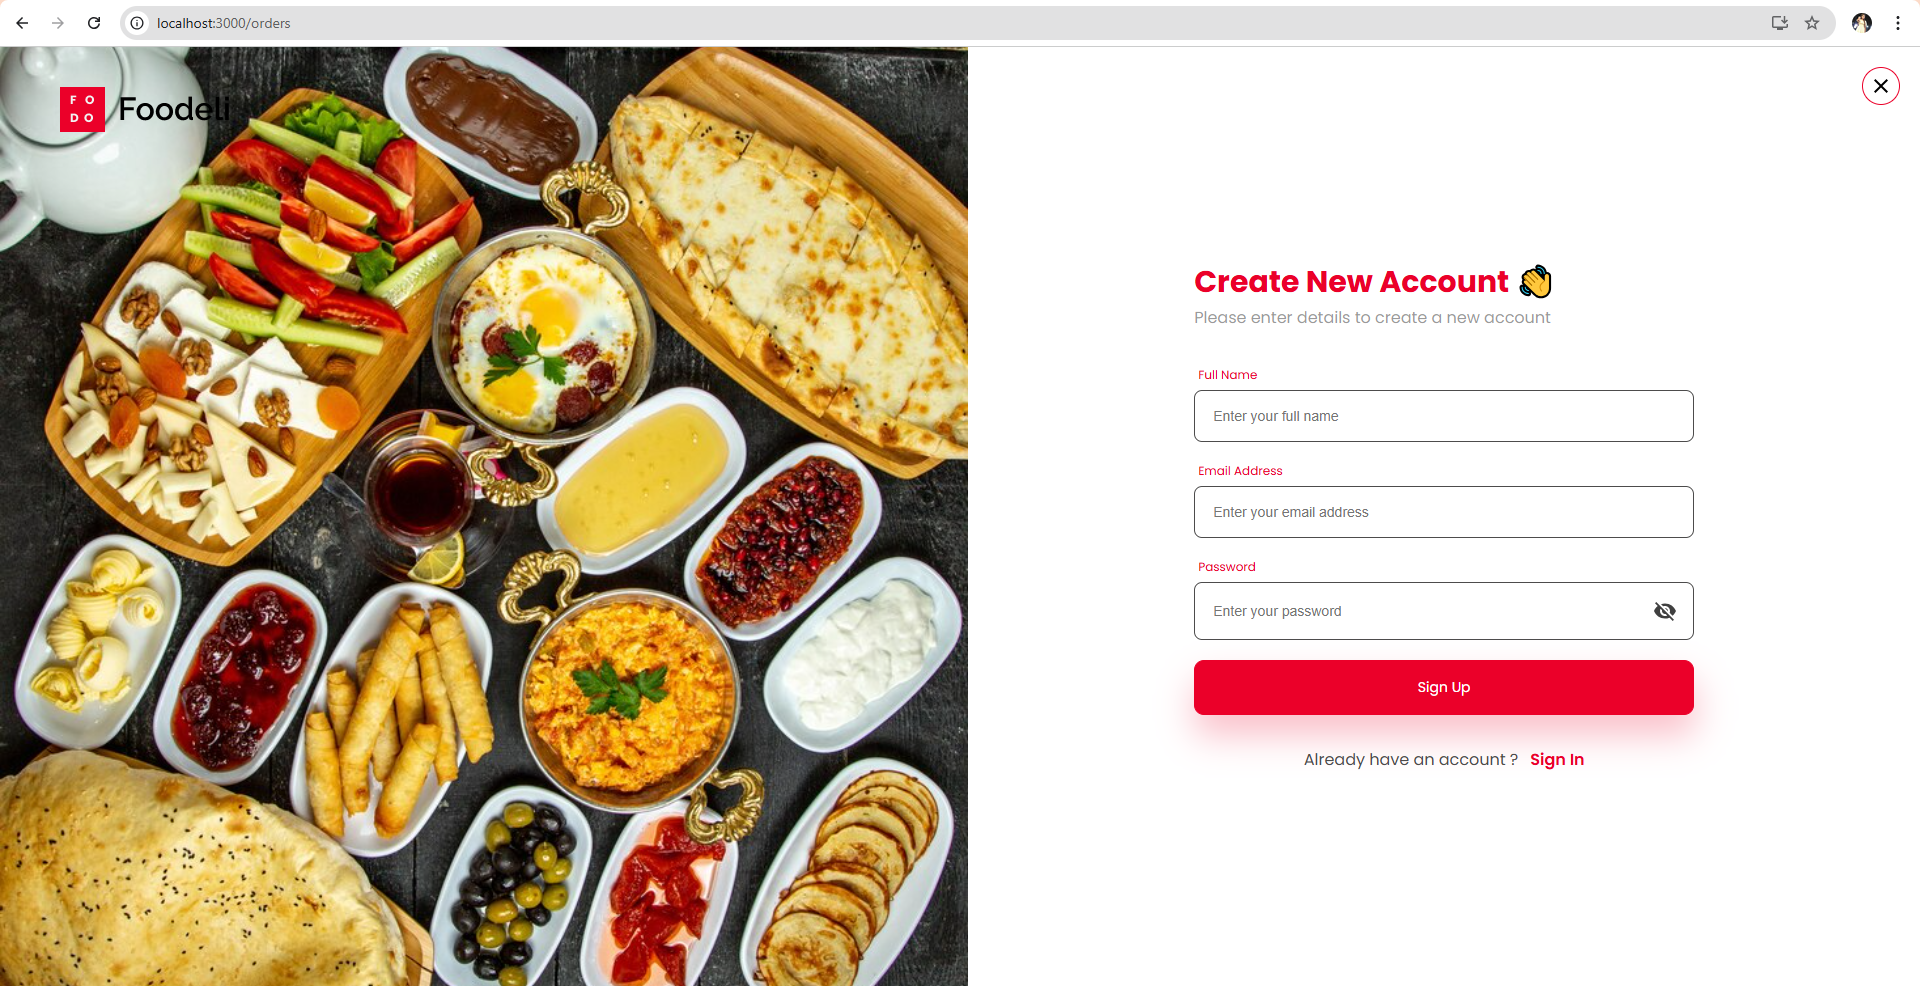 localhost:3000/orders
FO
DO
Foodeli
Create New Account 👋
Please enter details to create a new account
Full Name
Enter your full name
Email Address
Enter your email address
Password
Enter your password
Sign Up
Already have an account ? Sign In